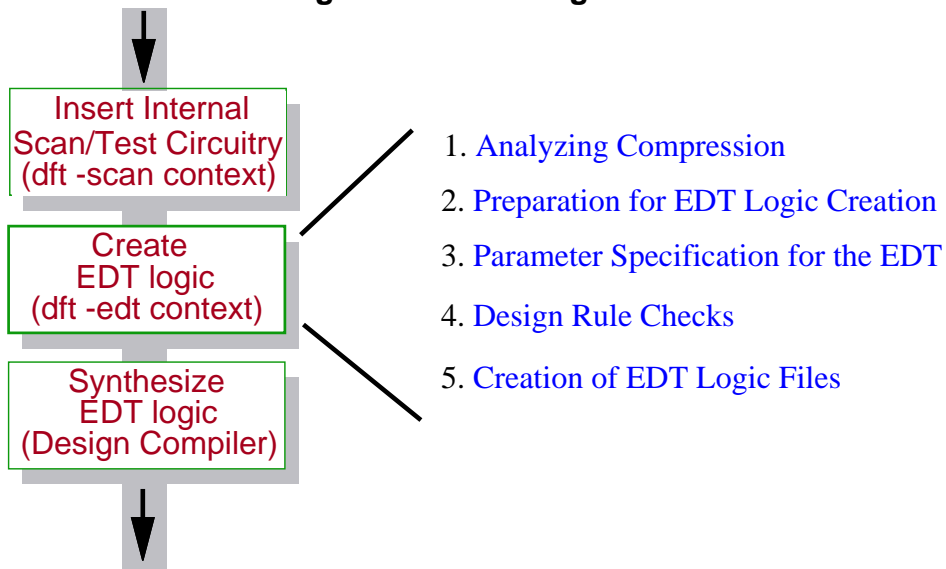 Insert Internal
Scan/Test Circuitry
(dft -scan context)
Create
EDT logic
(dft -edt context)
Synthesize
EDT logic
(Design Compiler)
1. Analyzing Compression
2. Preparation for EDT Logic Creation
3. Parameter Specification for the EDT
4. Design Rule Checks
5. Creation of EDT Logic Files